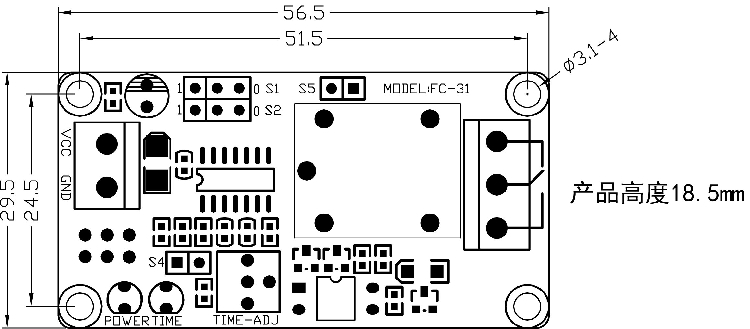 56.5
51.5
Ø3.1-4
29.5
24.5
1 0 S1
1 0 S2
S5
MODEL:FC-31
VCC
GND
产品高度18.5mm
S4
POWER TIME
TIME-ADJ